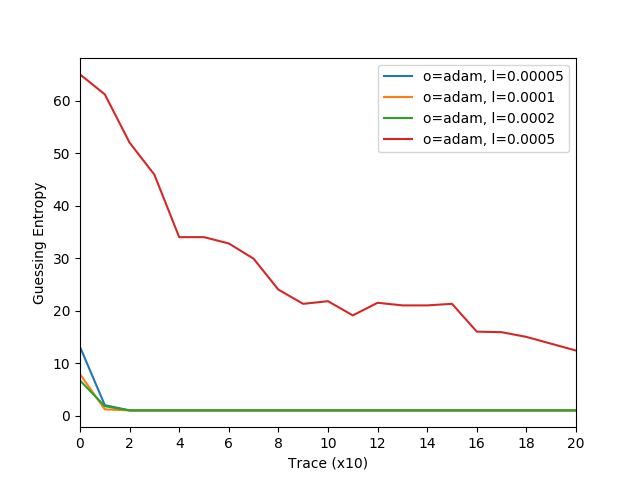 o=adam, l=0.00005
o=adam, l=0.0001
o=adam, l=0.0002
o=adam, l=0.0005
Guessing Entropy
60
50
40
30
20
10
0
0 2 4 6 8 10 12 14 16 18 20
Trace (x10)